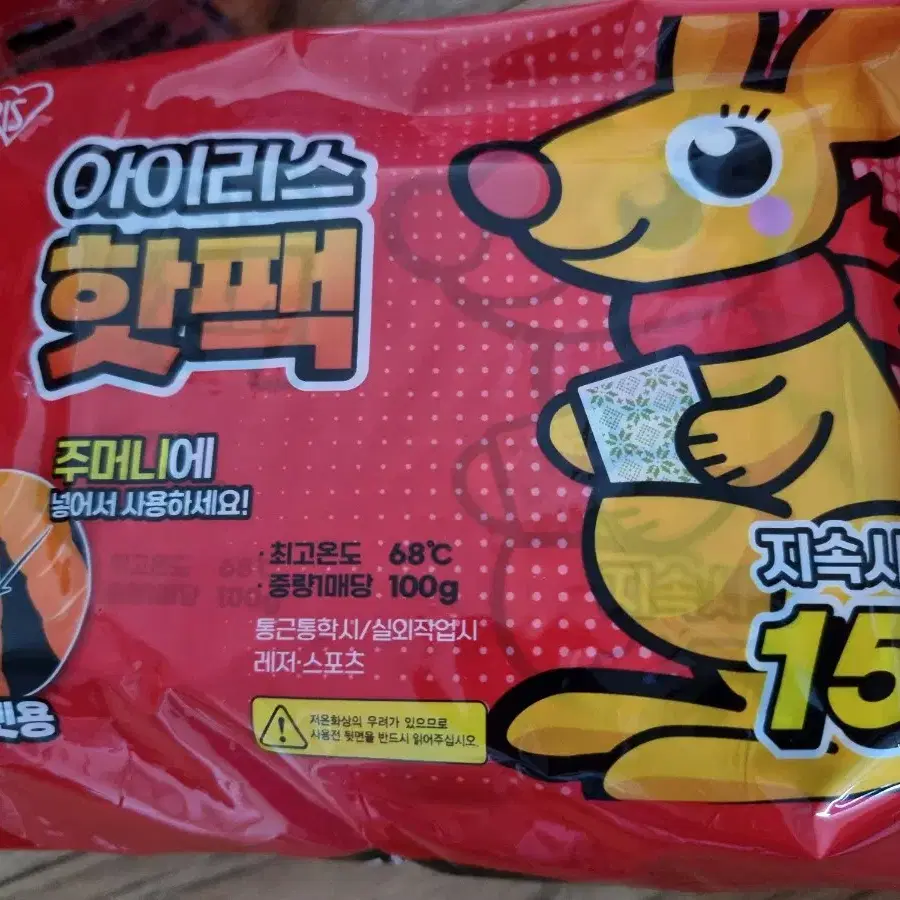 아이리스
핫팩
주머니에
넣어서 사용하세요!
· 최고온도 68℃
· 중량1매당 100g
통근통학시/실외작업시
레저·스포츠
저온화상의 우려가 있으므로
사용전 뒷면을 반드시 읽어주십시오.
15